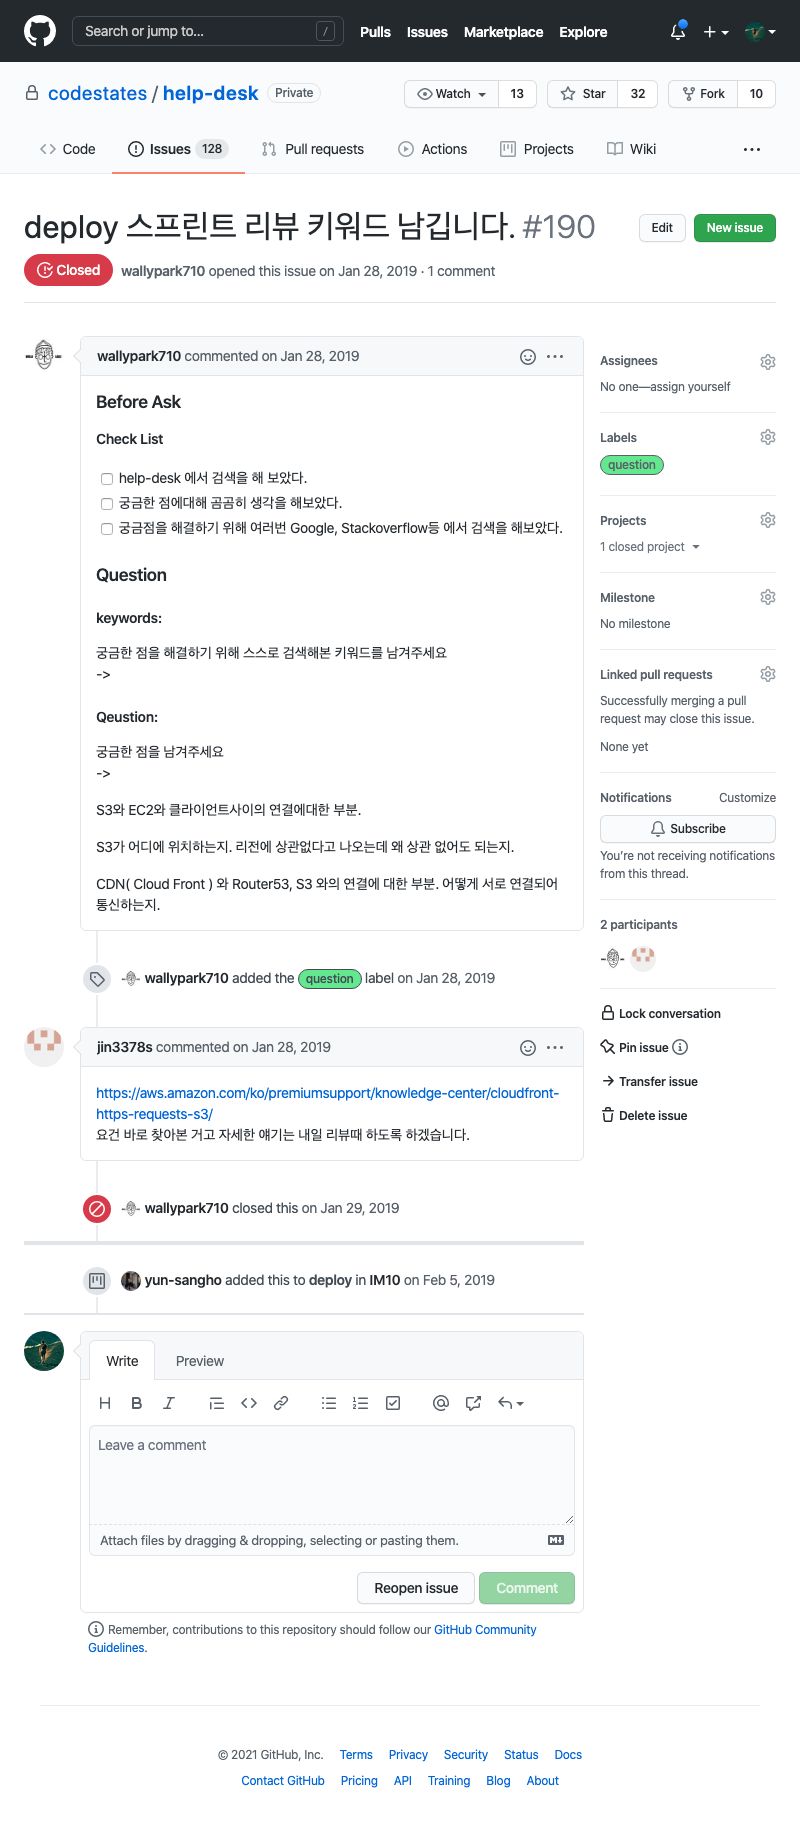 Search or jump to... /
Pulls Issues Marketplace Explore
codestates / help-desk Private
Watch 13 Star 32 Fork 10
Code Issues 128 Pull requests Actions Projects Wiki
deploy 스프린트 리뷰 키워드 남깁니다. #190
Edit New issue
Closed wallypark710 opened this issue on Jan 28, 2019 · 1 comment
wallypark710 commented on Jan 28, 2019
Before Ask
Check List
help-desk 에서 검색을 해 보았다.
궁금한 점에대해 곰곰히 생각을 해보았다.
궁금점을 해결하기 위해 여러번 Google, Stackoverflow등 에서 검색을 해보았다.
Question
keywords:
궁금한 점을 해결하기 위해 스스로 검색해본 키워드를 남겨주세요
->
Qeustion:
궁금한 점을 남겨주세요
->
S3와 EC2와 클라이언트사이의 연결에대한 부분.
S3가 어디에 위치하는지. 리전에 상관없다고 나오는데 왜 상관 없어도 되는지.
CDN( Cloud Front ) 와 Router53, S3 와의 연결에 대한 부분. 어떻게 서로 연결되어
통신하는지.
wallypark710 added the question label on Jan 28, 2019
jin3378s commented on Jan 28, 2019
https://aws.amazon.com/ko/premiumsupport/knowledge-center/cloudfront-
https-requests-s3/
요건 바로 찾아본 거고 자세한 얘기는 내일 리뷰때 하도록 하겠습니다.
wallypark710 closed this on Jan 29, 2019
yun-sangho added this to deploy in IM10 on Feb 5, 2019
Write Preview
Leave a comment
Attach files by dragging & dropping, selecting or pasting them.
Reopen issue Comment
Remember, contributions to this repository should follow our GitHub Community
Guidelines.
Assignees
No one—assign yourself
Labels
question
Projects
1 closed project
Milestone
No milestone
Linked pull requests
Successfully merging a pull
request may close this issue.
None yet
Notifications Customize
Subscribe
You're not receiving notifications
from this thread.
2 participants
Lock conversation
Pin issue
Transfer issue
Delete issue
© 2021 GitHub, Inc. Terms Privacy Security Status Docs
Contact GitHub Pricing API Training Blog About